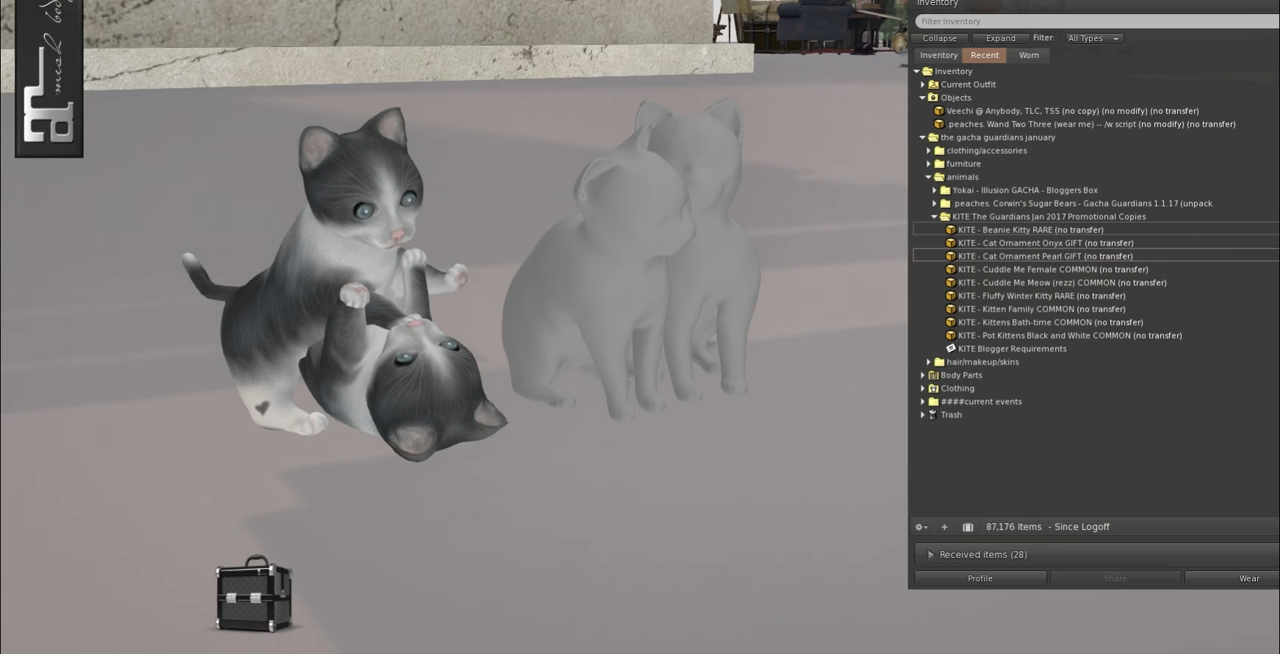 mesh body
Inventory
Filter Inventory
Collapse Expand Filter: All Types
Inventory Recent Worn
Inventory
Current Outfit
Objects
Veechi @ Anybody, TLC, TSS (no copy) (no modify) (no transfer)
.peaches. Wand Two Three (wear me) -- /w script (no modify) (no transfer)
the gacha guardians january
clothing/accessories
furniture
animals
Yokai - Illusion GACHA - Bloggers Box
.peaches. Corwin's Sugar Bears - Gacha Guardians 1.1.17 (unpack
KITE The Guardians Jan 2017 Promotional Copies
KITE - Beanie Kitty RARE (no transfer)
KITE - Cat Ornament Onyx GIFT (no transfer)
KITE - Cat Ornament Pearl GIFT (no transfer)
KITE - Cuddle Me Female COMMON (no transfer)
KITE - Cuddle Me Meow (rezz) COMMON (no transfer)
KITE - Fluffy Winter Kitty RARE (no transfer)
KITE - Kitten Family COMMON (no transfer)
KITE - Kittens Bath-time COMMON (no transfer)
KITE - Pot Kittens Black and White COMMON (no transfer)
KITE Blogger Requirements
hair/makeup/skins
Body Parts
Clothing
####current events
Trash
87,176 Items - Since Logoff
Received items (28)
Profile Share Wear